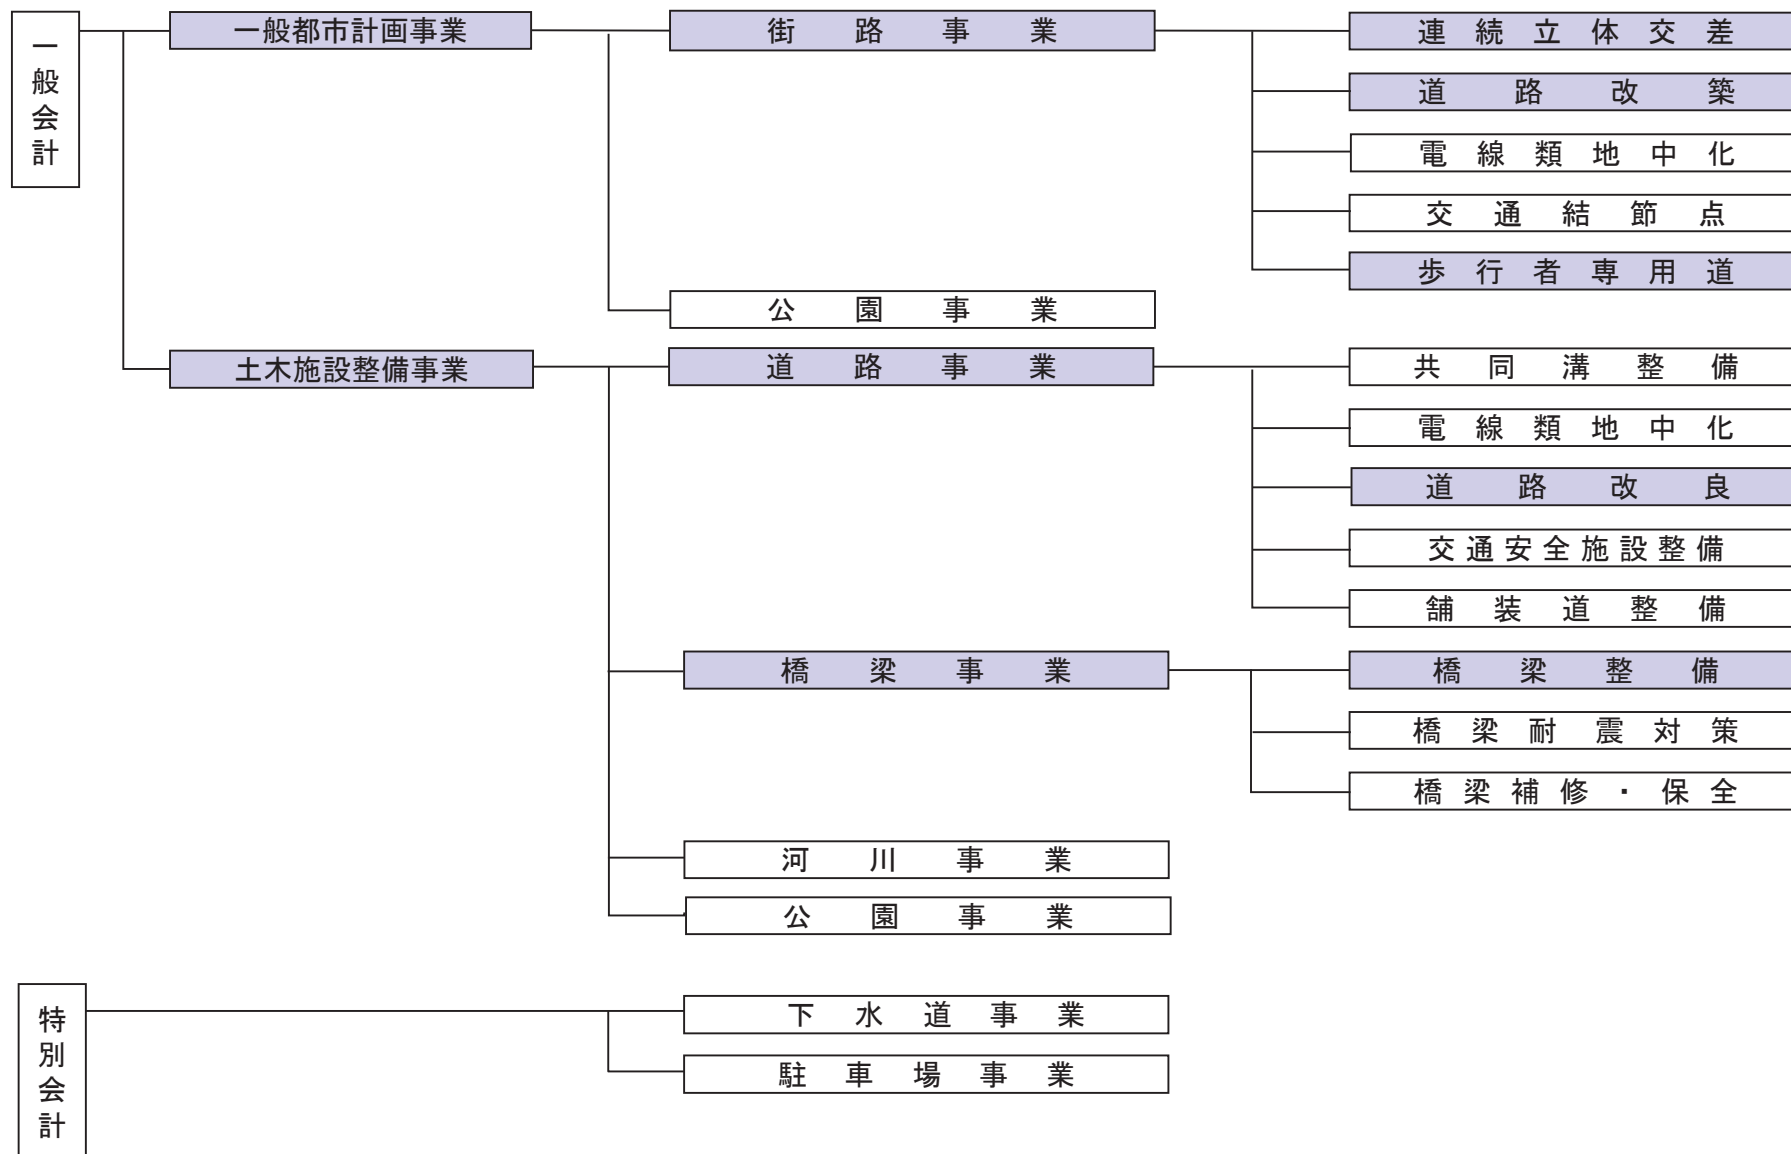 一般会計
一般都市計画事業
街路事業
連続立体交差
道路改築
電線類地中化
交通結節点
歩行者専用道
公園事業
土木施設整備事業
道路事業
共同溝整備
電線類地中化
道路改良
交通安全施設整備
舗装道整備
橋梁事業
橋梁整備
橋梁耐震対策
橋梁補修・保全
河川事業
公園事業
特別会計
下水道事業
駐車場事業